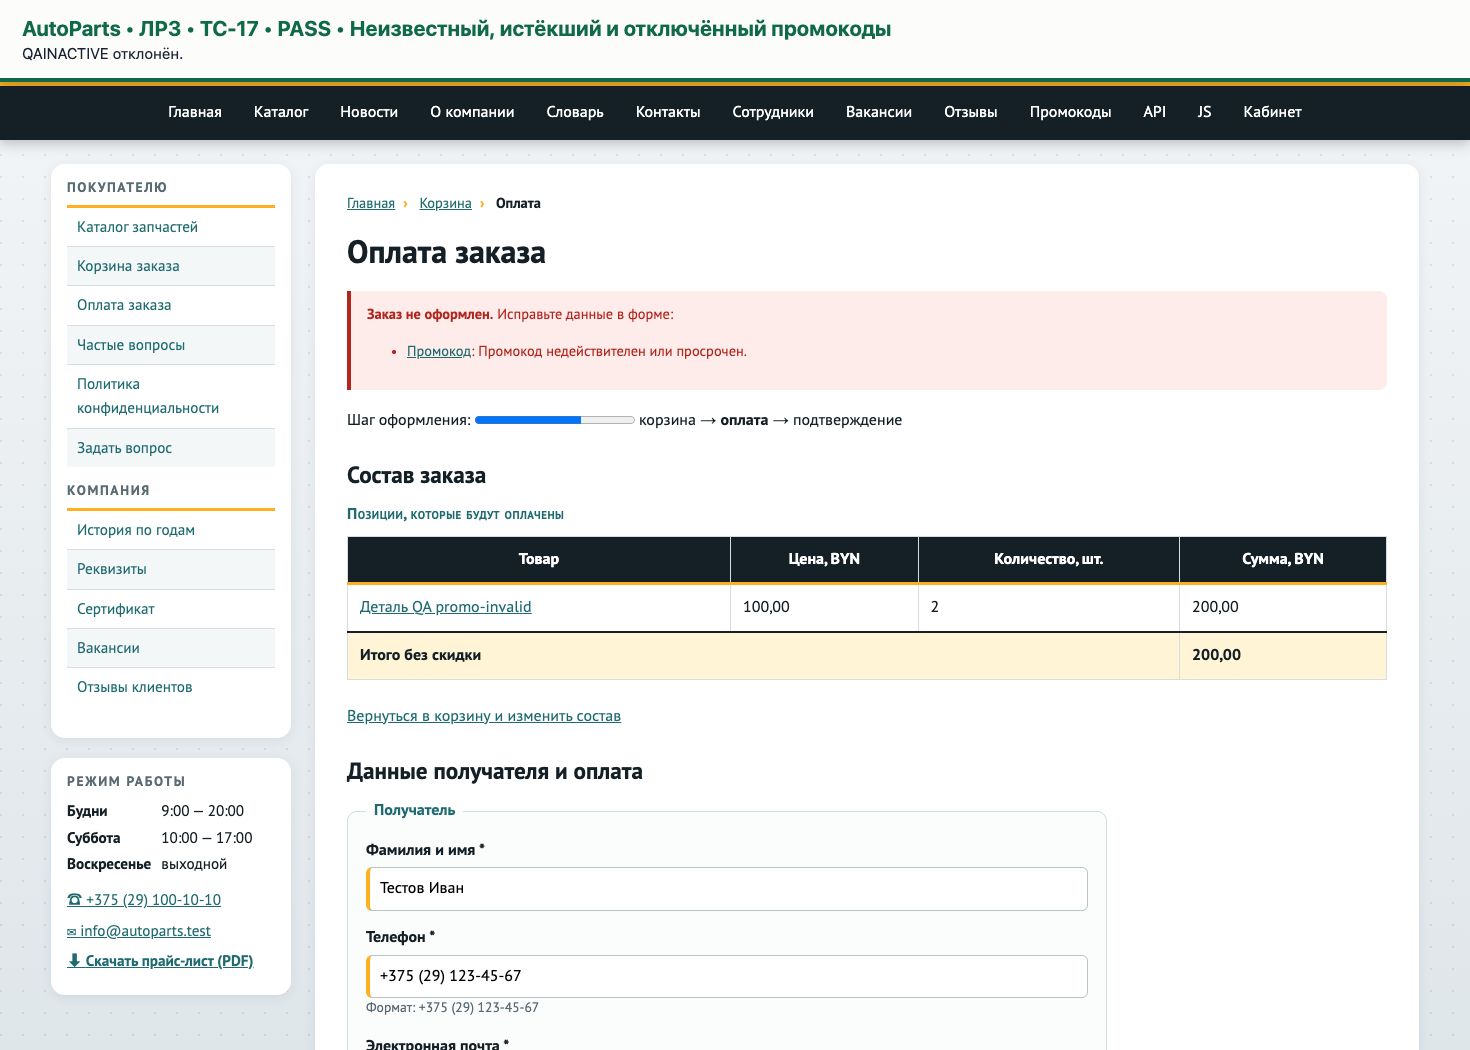 AutoParts • ЛР3 • ТС-17 • PASS • Неизвестный, истёкший и отключённый промокоды
QAINACTIVE отклонён.
Главная Каталог Новости О компании Словарь Контакты Сотрудники Вакансии Отзывы Промокоды API JS Кабинет
ПОКУПАТЕЛЮ
Каталог запчастей
Корзина заказа
Оплата заказа
Частые вопросы
Политика
конфиденциальности
Задать вопрос
КОМПАНИЯ
История по годам
Реквизиты
Сертификат
Вакансии
Отзывы клиентов
РЕЖИМ РАБОТЫ
Будни 9:00 — 20:00
Суббота 10:00 — 17:00
Воскресенье выходной
☎ +375 (29) 100-10-10
✉ info@autoparts.test
⬇ Скачать прайс-лист (PDF)
Главная › Корзина › Оплата
Оплата заказа
Заказ не оформлен. Исправьте данные в форме:
• Промокод: Промокод недействителен или просрочен.
Шаг оформления: корзина → оплата → подтверждение
Состав заказа
Позиции, которые будут оплачены
Товар Цена, BYN Количество, шт. Сумма, BYN
Деталь QA promo-invalid 100,00 2 200,00
Итого без скидки 200,00
Вернуться в корзину и изменить состав
Данные получателя и оплата
Получатель
Фамилия и имя *
Тестов Иван
Телефон *
+375 (29) 123-45-67
Формат: +375 (29) 123-45-67
Электронная почта *